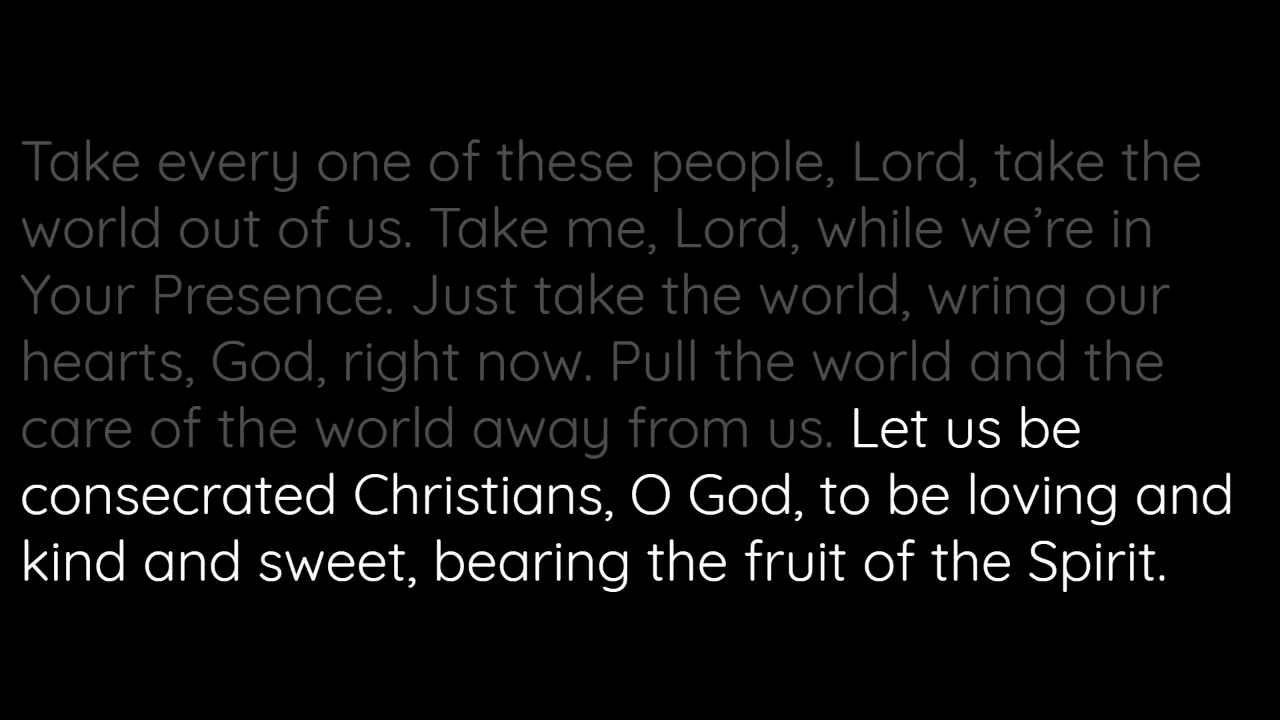 Take every one of these people, Lord, take the
world out of us. Take me, Lord, while we’re in
Your Presence. Just take the world, wring our
hearts, God, right now. Pull the world and the
care of the world away from us. Let us be
consecrated Christians, O God, to be loving and
kind and sweet, bearing the fruit of the Spirit.